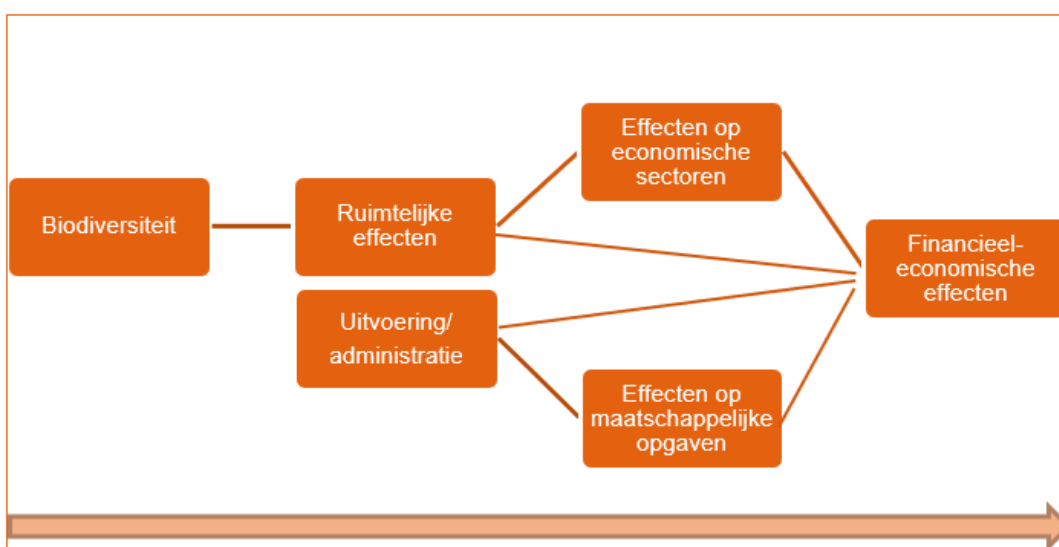 Biodiversiteit
Ruimtelijke
effecten
Uitvoering/
administratie
Effecten op
economische
sectoren
Effecten op
maatschappelijke
opgaven
Financieel-
economische
effecten